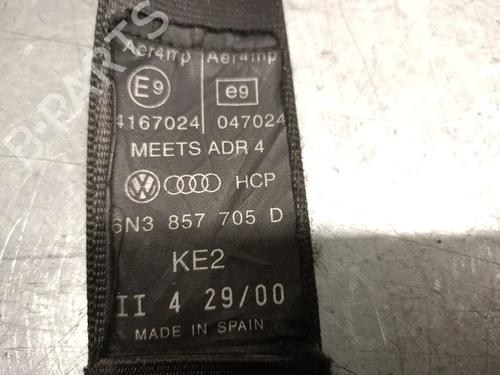 Aer4mp Aer4mp
E9 e9
4167024 047024
MEETS ADR 4
HCP
6N3 857 705 D
KE2
II 4 29/00
MADE IN SPAIN
B-PARTS